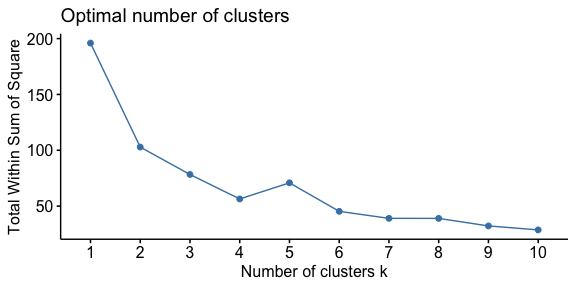 Optimal number of clusters
Total Within Sum of Square
200
150
100
50
1 2 3 4 5 6 7 8 9 10
Number of clusters k